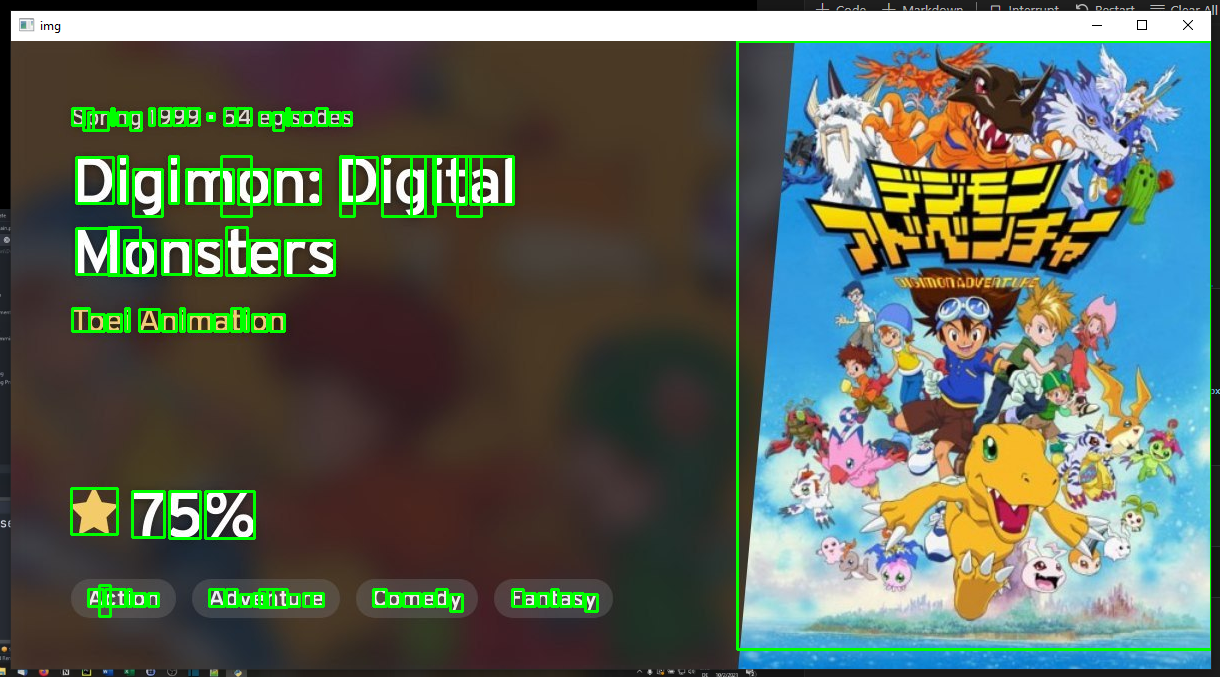 Code Markdown Interrupt Restart Clear All
img
Spring 1999 • 54 episodes
Digimon: Digital
Monsters
Toei Animation
75%
Action Adventure Comedy Fantasy
デジモン
アドベンチャー
DIGIMON ADVENTURE